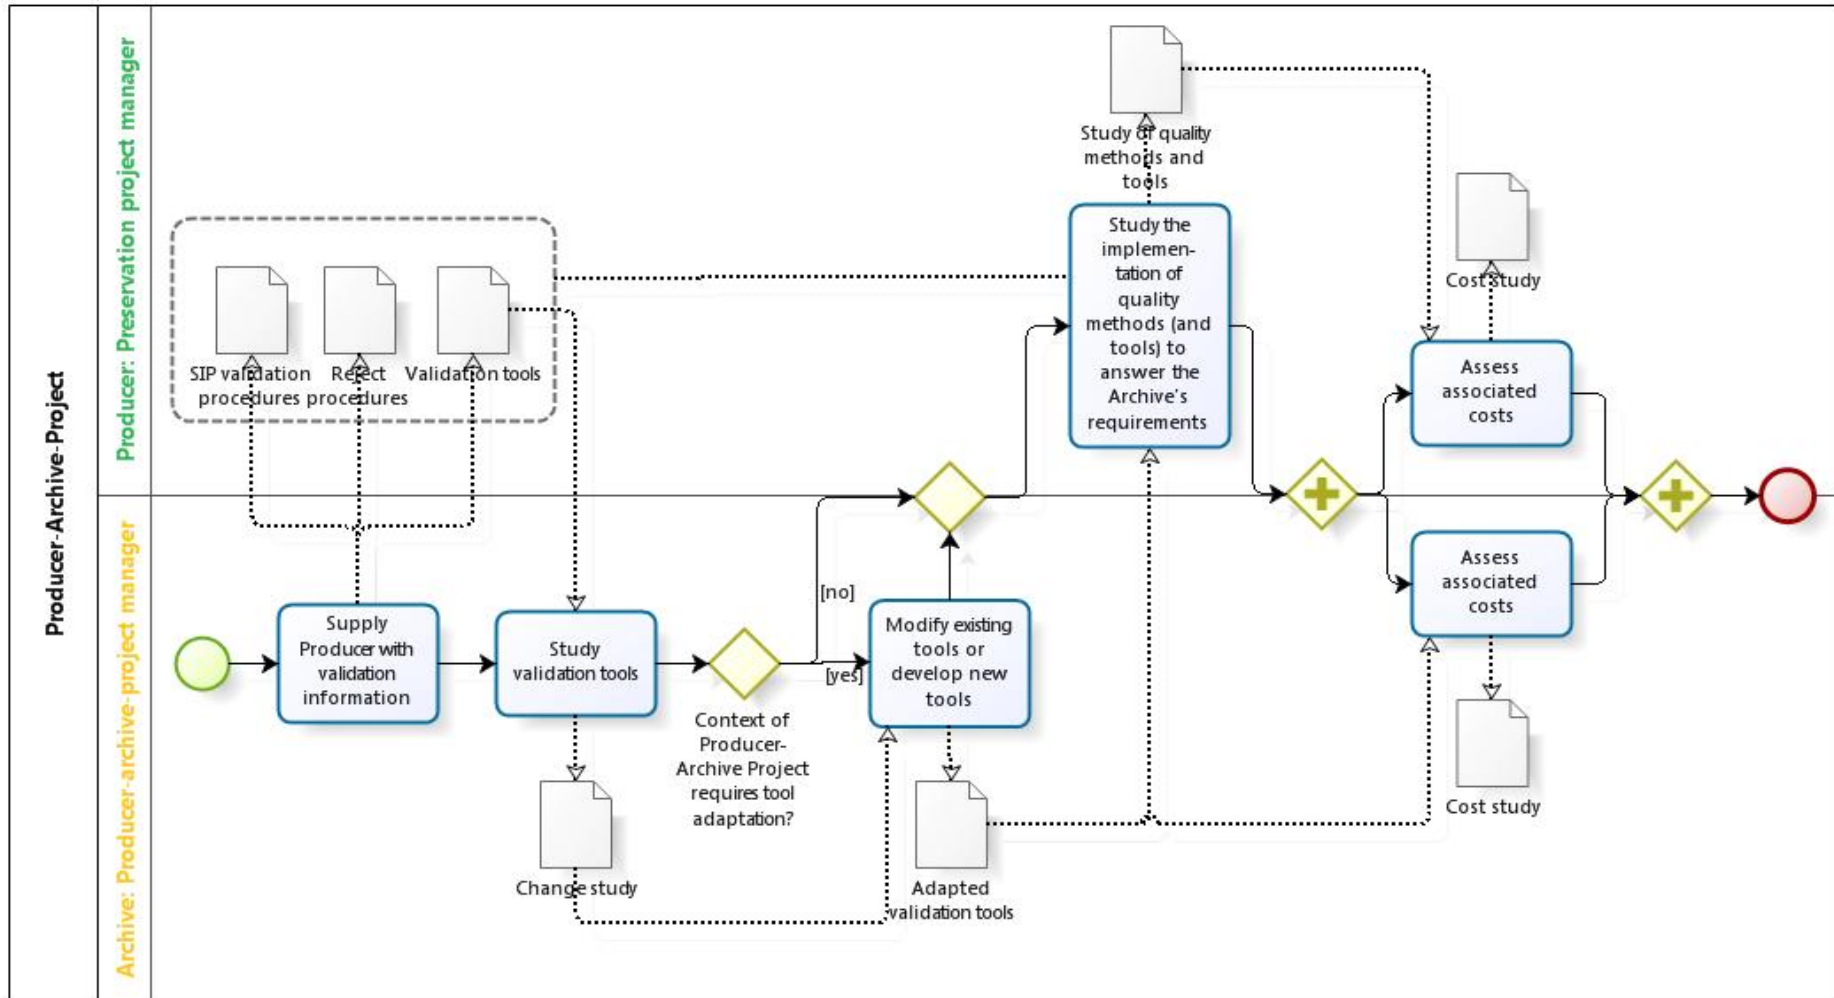 Producer-Archive-Project
Producer: Preservation project manager
Archive: Producer-archive-project manager
SIP validation
procedures
Reject
procedures
Validation tools
Study of quality
methods and
tools
Study the
implemen-
tation of
quality
methods (and
tools) to
answer the
Archive's
requirements
Cost study
Assess
associated
costs
Supply
Producer with
validation
information
Study
validation tools
Context of
Producer-
Archive Project
requires tool
adaptation?
[no]
[yes]
Modify existing
tools or
develop new
tools
Change study
Adapted
validation tools
Assess
associated
costs
Cost study